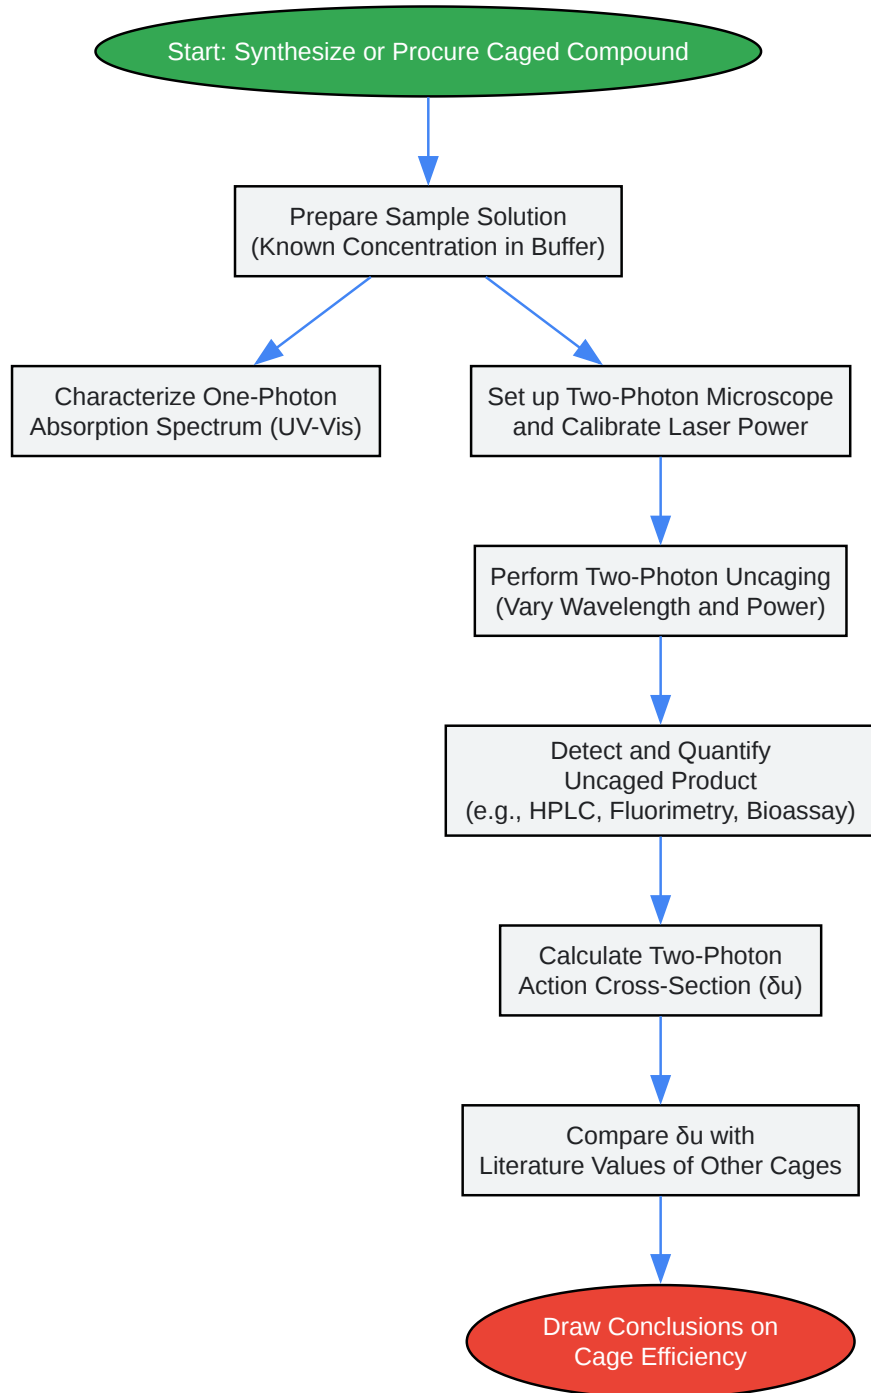 Start: Synthesize or Procure Caged Compound
Prepare Sample Solution
(Known Concentration in Buffer)
Characterize One-Photon
Absorption Spectrum (UV-Vis)
Set up Two-Photon Microscope
and Calibrate Laser Power
Perform Two-Photon Uncaging
(Vary Wavelength and Power)
Detect and Quantify
Uncaged Product
(e.g., HPLC, Fluorimetry, Bioassay)
Calculate Two-Photon
Action Cross-Section (δu)
Compare δu with
Literature Values of Other Cages
Draw Conclusions on
Cage Efficiency